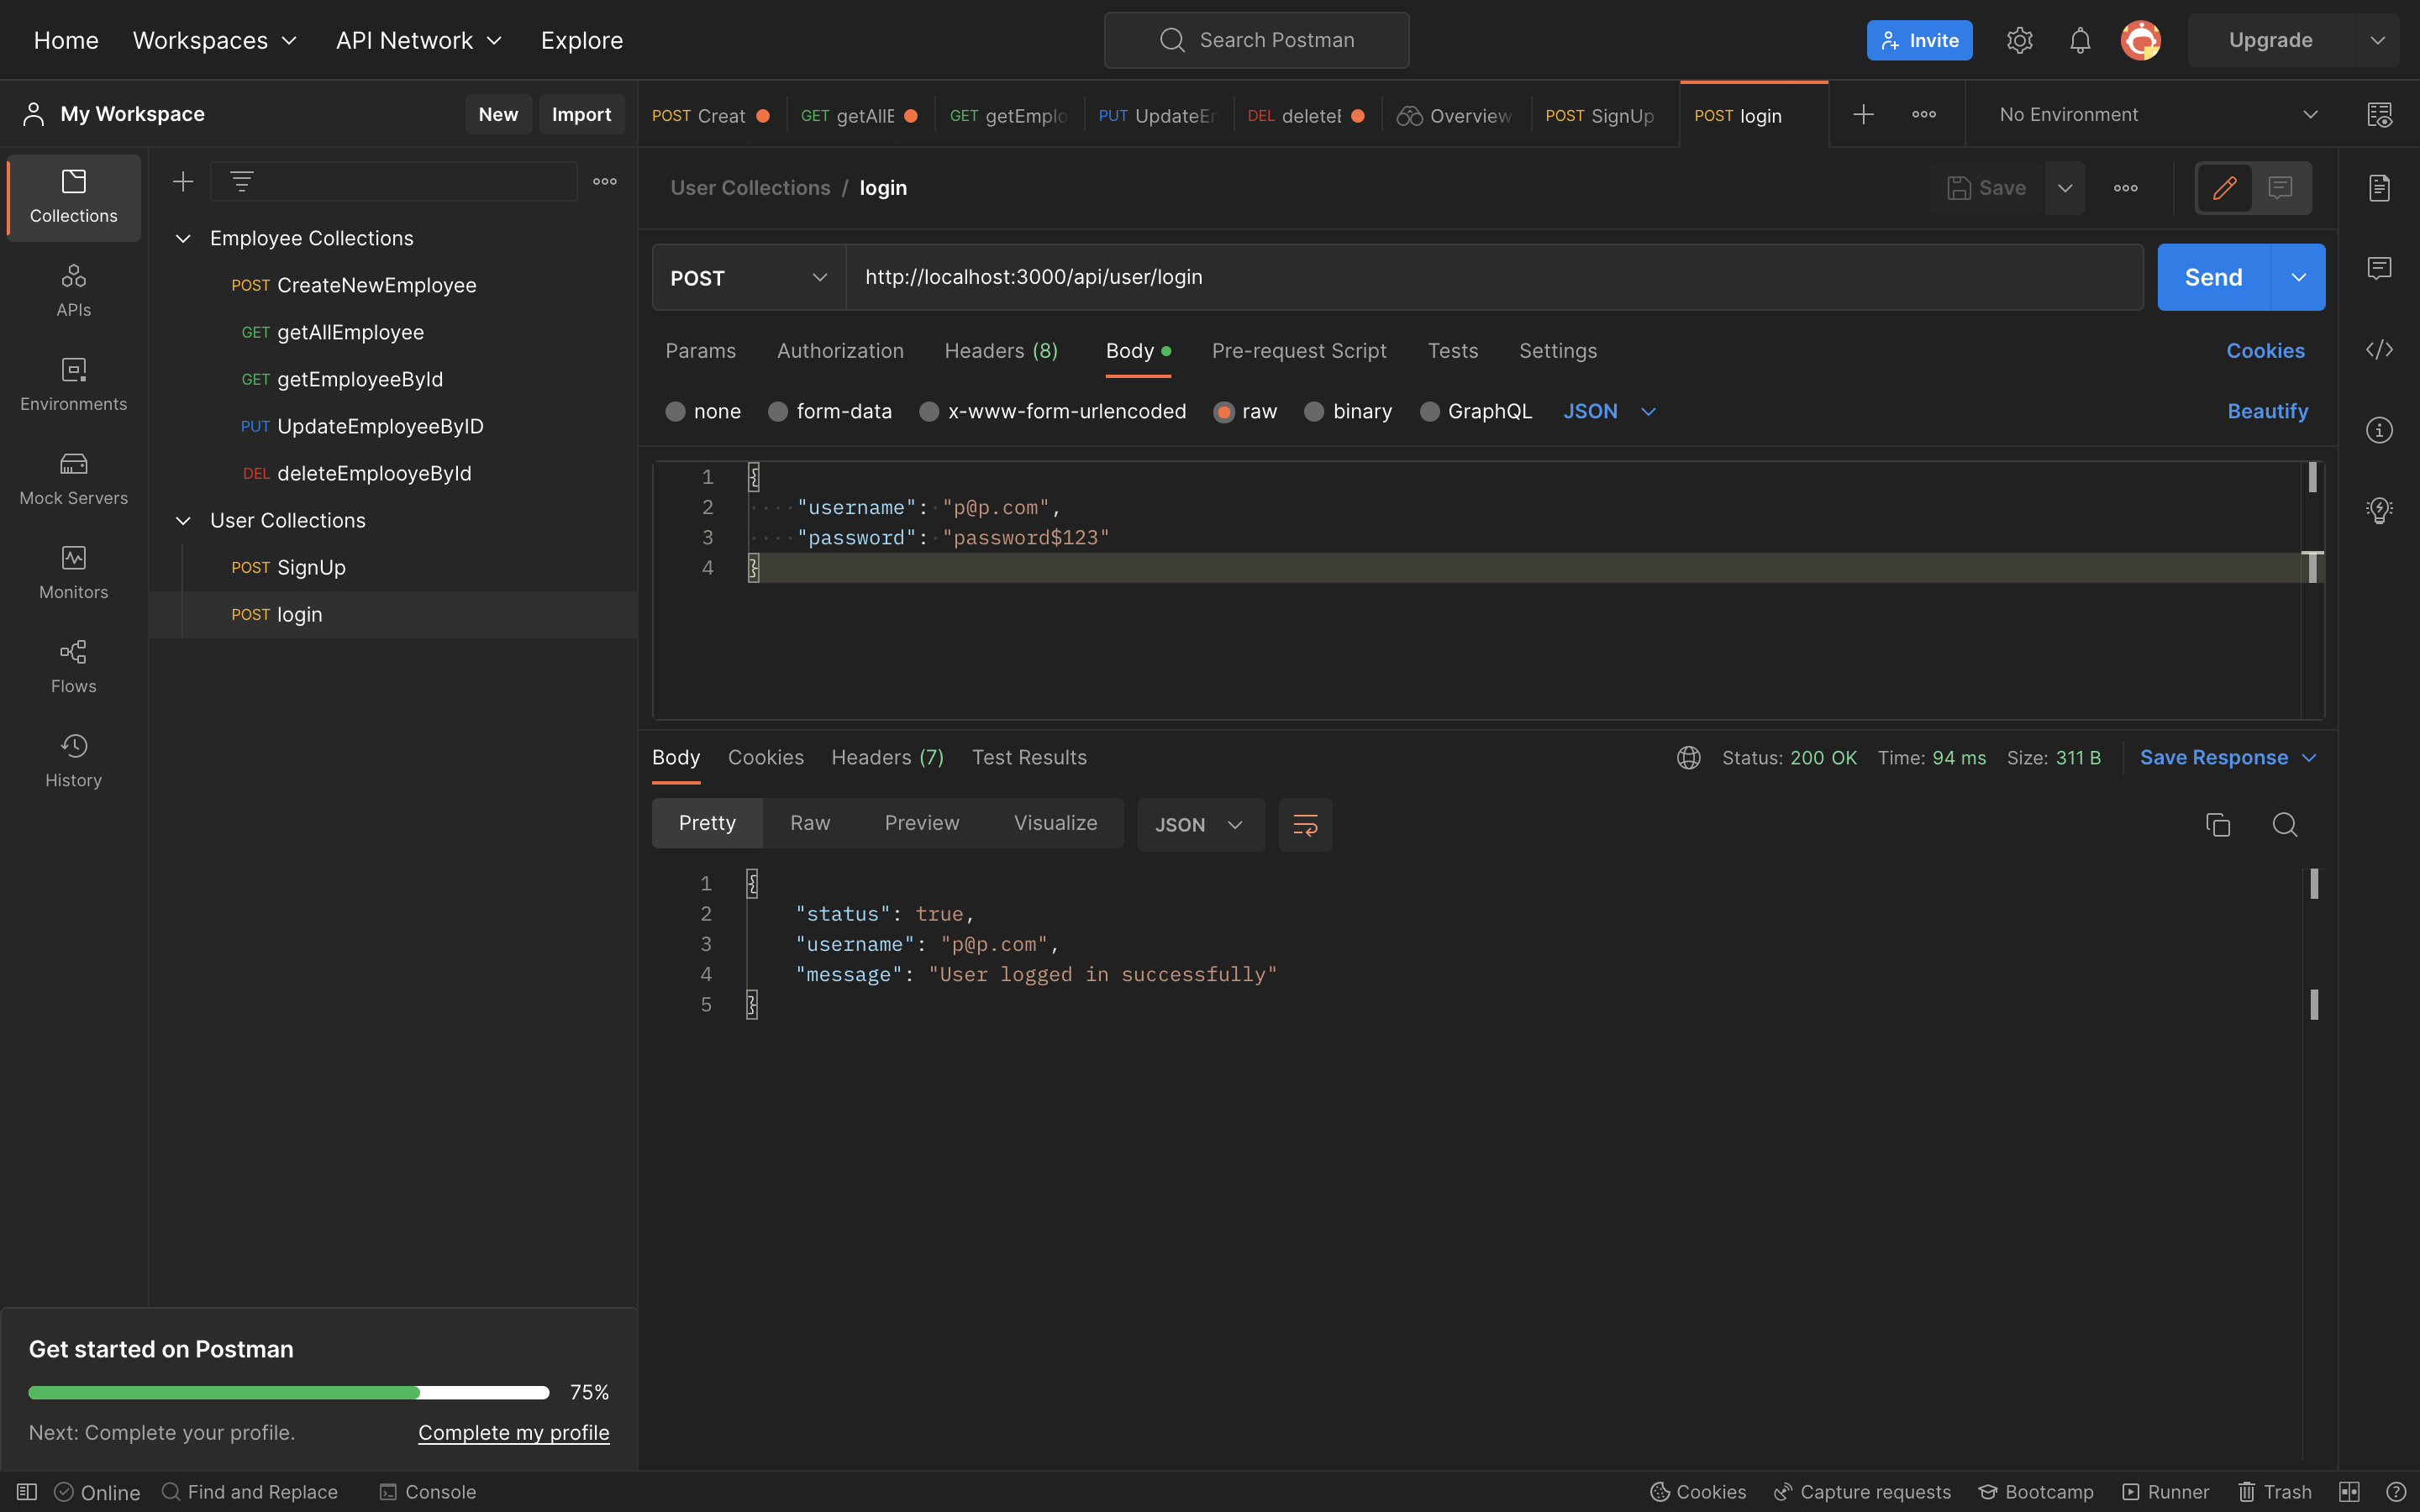 Home Workspaces API Network Explore Search Postman Invite Upgrade
My Workspace New Import
POST Creat GET getAllE GET getEmplo PUT UpdateEr DEL deleteE Overview POST SignUp POST login No Environment
Collections
APIs
Environments
Mock Servers
Monitors
Flows
History
Employee Collections
POST CreateNewEmployee
GET getAllEmployee
GET getEmployeeById
PUT UpdateEmployeeByID
DEL deleteEmplooyeById
User Collections
POST SignUp
POST login
User Collections / login Save
POST http://localhost:3000/api/user/login Send
Params Authorization Headers (8) Body Pre-request Script Tests Settings Cookies
none form-data x-www-form-urlencoded raw binary GraphQL JSON Beautify
1 {
2 "username": "p@p.com",
3 "password": "password$123"
4 }
Body Cookies Headers (7) Test Results Status: 200 OK Time: 94 ms Size: 311 B Save Response
Pretty Raw Preview Visualize JSON
1 {
2 "status": true,
3 "username": "p@p.com",
4 "message": "User logged in successfully"
5 }
Get started on Postman
75%
Next: Complete your profile. Complete my profile
Online Find and Replace Console Cookies Capture requests Bootcamp Runner Trash